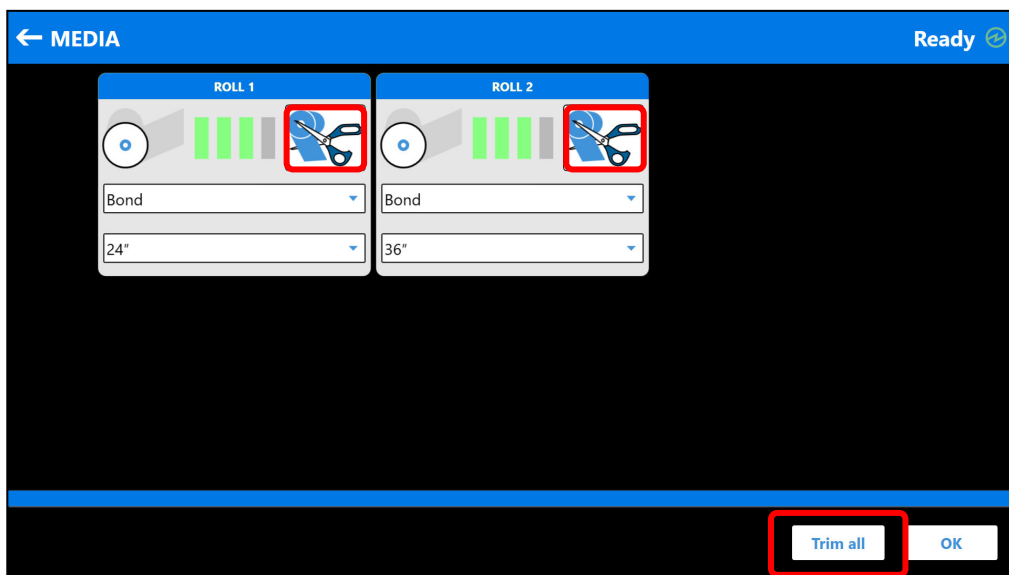 MEDIA
Ready
ROLL 1
ROLL 2
Bond
Bond
24"
36"
Trim all
OK